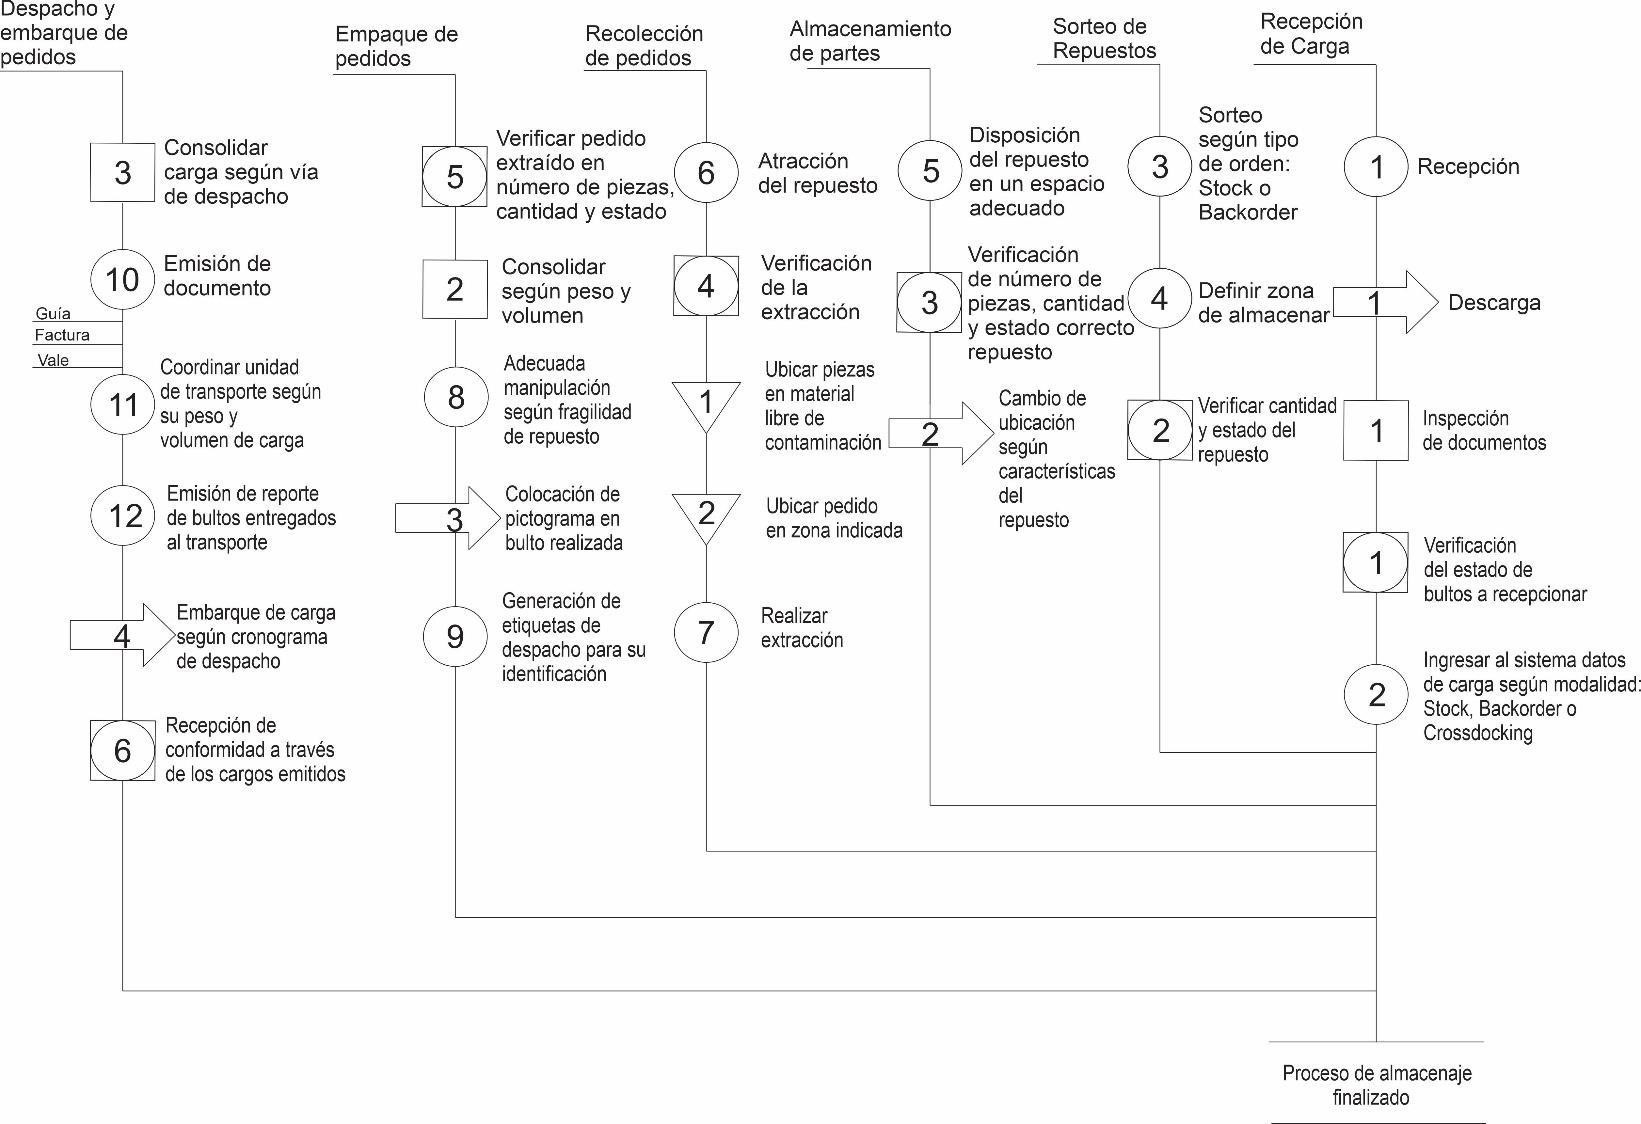 Despacho y
embarque de
pedidos
3
Consolidar
carga según vía
de despacho
10
Emisión de
documento
Guía
Factura
Vale
11
Coordinar unidad
de transporte según
su peso y
volumen de carga
12
Emisión de reporte
de bultos entregados
al transporte
4
Embarque de carga
según cronograma
de despacho
6
Recepción de
conformidad a través
de los cargos emitidos
Empaque de
pedidos
5
Verificar pedido
extraído en
número de piezas,
cantidad y estado
2
Consolidar
según peso y
volumen
8
Adecuada
manipulación
según fragilidad
de repuesto
3
Colocación de
pictograma en
bulto realizada
9
Generación de
etiquetas de
despacho para su
identificación
Recolección
de pedidos
6
Atracción
del repuesto
4
Verificación
de la
extracción
1
Ubicar piezas
en material
libre de
contaminación
2
Ubicar pedido
en zona indicada
7
Realizar
extracción
Almacenamiento
de partes
5
Disposición
del repuesto
en un espacio
adecuado
3
Verificación
de número de
piezas, cantidad
y estado correcto
repuesto
2
Cambio de
ubicación
según
características
del
repuesto
Sorteo de
Repuestos
3
Sorteo
según tipo
de orden:
Stock o
Backorder
4
Definir zona
de almacenar
2
Verificar cantidad
y estado del
repuesto
Recepción
de Carga
1
Recepción
1
Descarga
1
Inspección
de documentos
1
Verificación
del estado de
bultos a recepcionar
2
Ingresar al sistema datos
de carga según modalidad:
Stock, Backorder o
Crossdocking
Proceso de almacenaje
finalizado